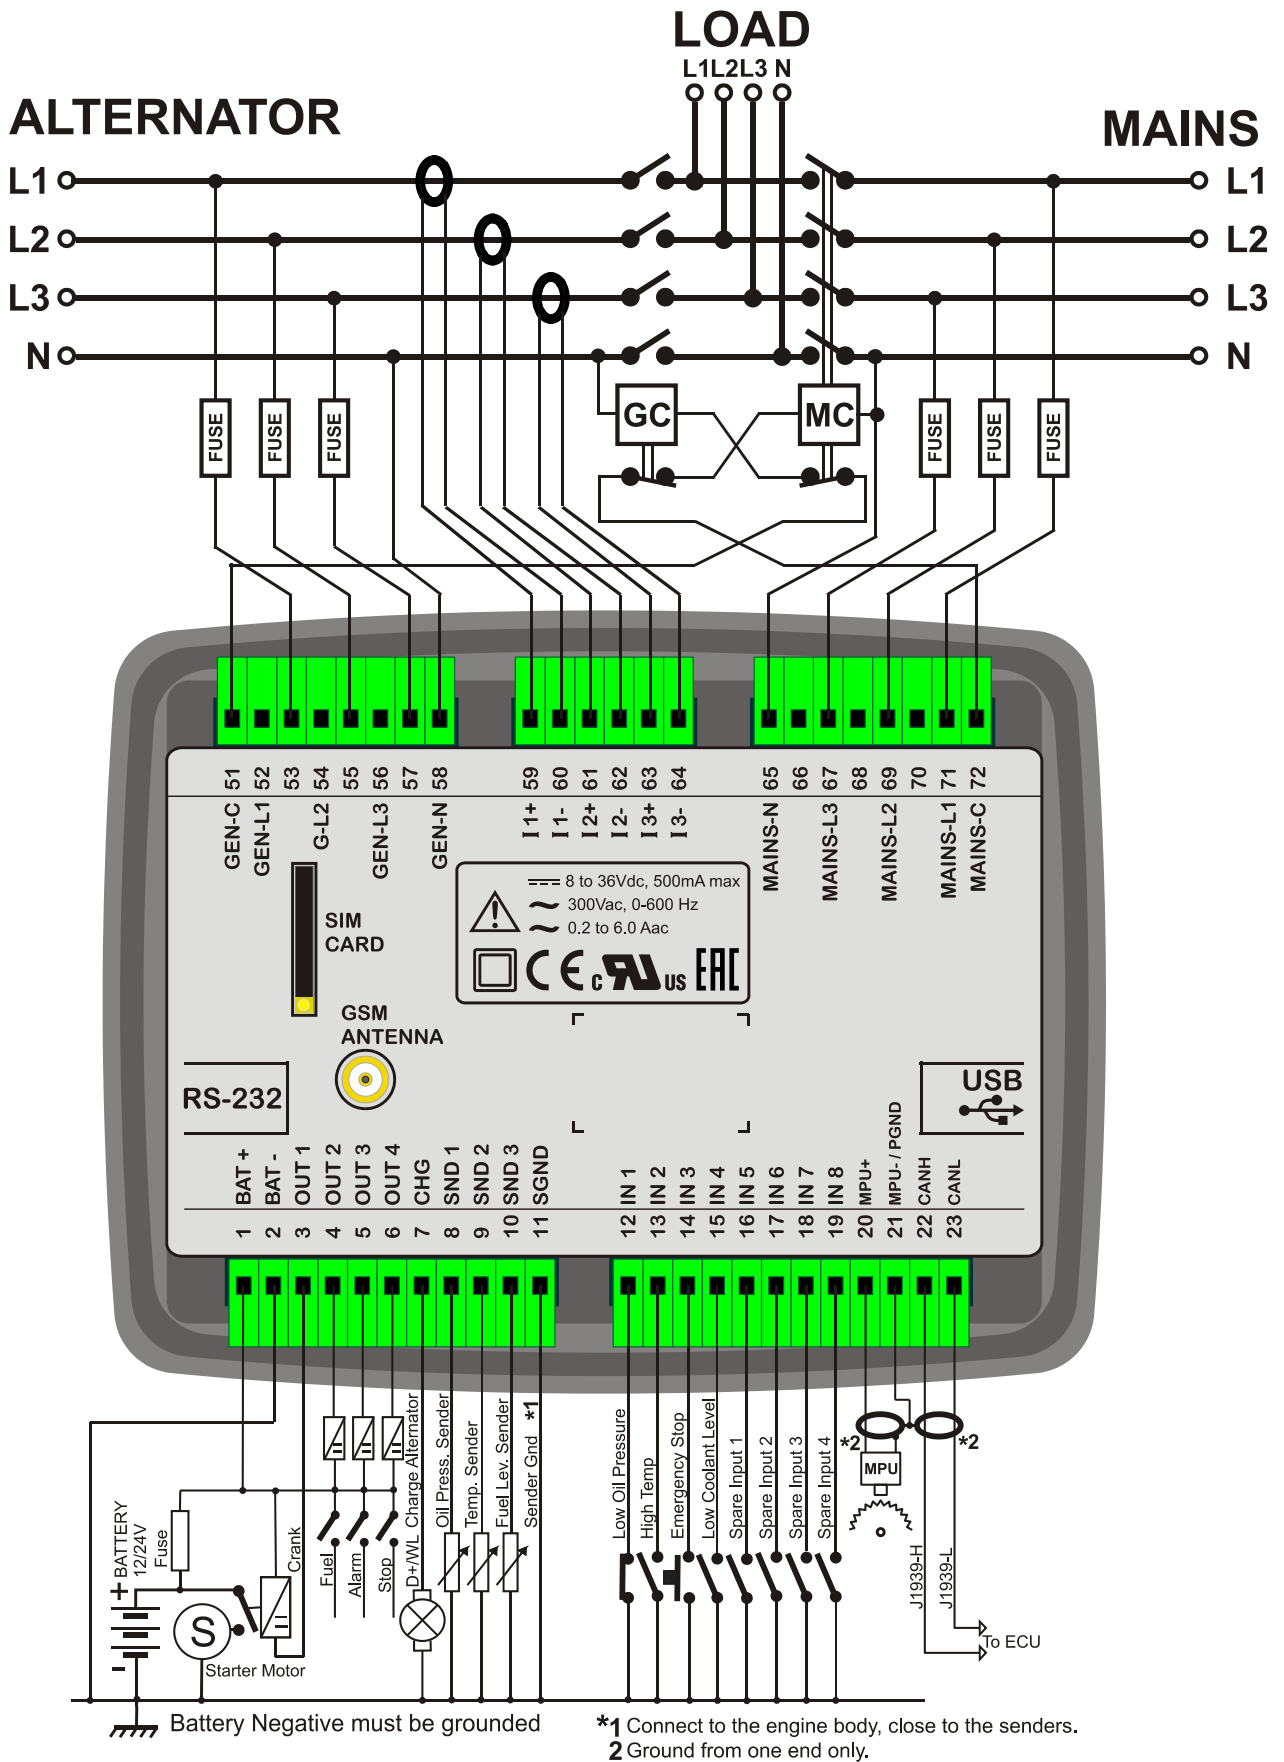 LOAD
L1 L2 L3 N
ALTERNATOR
MAINS
L1
L1
L2
L2
L3
L3
N
N
GC
MC
FUSE
FUSE
FUSE
FUSE
FUSE
FUSE
51 52 53 54 55 56 57 58
59 60 61 62 63 64
65 66 67 68 69 70 71 72
GEN-C
GEN-L1
G-L2
GEN-L3
GEN-N
I 1+
I 1-
I 2+
I 2-
I 3+
I 3-
MAINS-N
MAINS-L3
MAINS-L2
MAINS-L1
MAINS-C
8 to 36Vdc, 500mA max
300Vac, 0-600 Hz
0.2 to 6.0 Aac
CE c RU US EAC
SIM
CARD
GSM
ANTENNA
RS-232
USB
BAT +
BAT -
OUT 1
OUT 2
OUT 3
OUT 4
CHG
SND 1
SND 2
SND 3
SGND
IN 1
IN 2
IN 3
IN 4
IN 5
IN 6
IN 7
IN 8
MPU+
MPU- / PGND
CANH
CANL
1 2 3 4 5 6 7 8 9 10 11
12 13 14 15 16 17 18 19 20 21 22 23
Charge Alternator
D+/WL
Oil Press. Sender
Temp. Sender
Fuel Lev. Sender
Sender Gnd *1
Low Oil Pressure
High Temp
Emergency Stop
Low Coolant Level
Spare Input 1
Spare Input 2
Spare Input 3
Spare Input 4
*2
*2
MPU
J1939-H
J1939-L
To ECU
+
BATTERY
12/24V
Fuse
-
S
Starter Motor
Crank
Fuel
Alarm
Stop
Battery Negative must be grounded
*1 Connect to the engine body, close to the senders.
2 Ground from one end only.